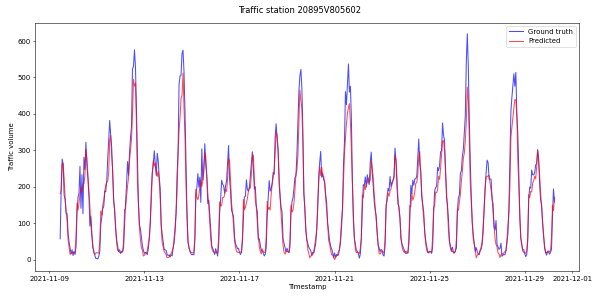 Traffic station 20895V805602
Ground truth
Predicted
Traffic volume
600
500
400
300
200
100
0
2021-11-09 2021-11-13 2021-11-17 2021-11-21 2021-11-25 2021-11-29 2021-12-01
Timestamp